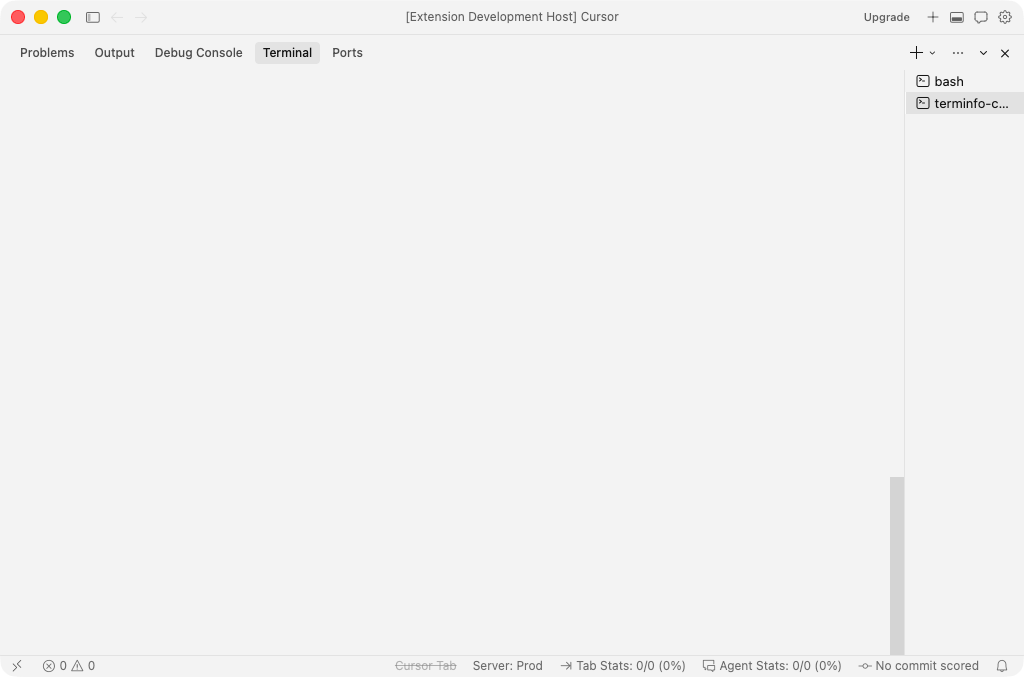 [Extension Development Host] Cursor
Upgrade
Problems Output Debug Console Terminal Ports
bash
terminfo-c...
0 0 Cursor Tab Server: Prod Tab Stats: 0/0 (0%) Agent Stats: 0/0 (0%) No commit scored